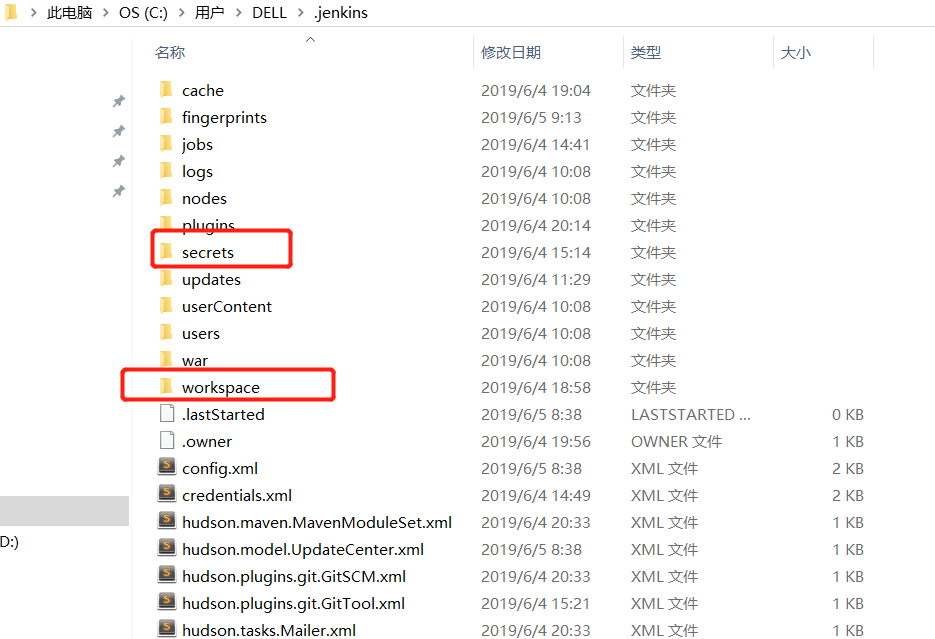 此电脑 > OS (C:) > 用户 > DELL > .jenkins
名称 修改日期 类型 大小
cache 2019/6/4 19:04 文件夹
fingerprints 2019/6/5 9:13 文件夹
jobs 2019/6/4 14:41 文件夹
logs 2019/6/4 10:08 文件夹
nodes 2019/6/4 10:08 文件夹
plugins 2019/6/4 20:14 文件夹
secrets 2019/6/4 15:14 文件夹
updates 2019/6/4 11:29 文件夹
userContent 2019/6/4 10:08 文件夹
users 2019/6/4 10:08 文件夹
war 2019/6/4 10:08 文件夹
workspace 2019/6/4 18:58 文件夹
.lastStarted 2019/6/5 8:38 LASTSTARTED ... 0 KB
.owner 2019/6/4 19:56 OWNER 文件 1 KB
config.xml 2019/6/5 8:38 XML 文件 2 KB
credentials.xml 2019/6/4 14:49 XML 文件 2 KB
hudson.maven.MavenModuleSet.xml 2019/6/4 20:33 XML 文件 1 KB
D:) hudson.model.UpdateCenter.xml 2019/6/5 8:38 XML 文件 1 KB
hudson.plugins.git.GitSCM.xml 2019/6/4 20:33 XML 文件 1 KB
hudson.plugins.git.GitTool.xml 2019/6/4 15:21 XML 文件 1 KB
hudson.tasks.Mailer.xml 2019/6/4 20:33 XML 文件 1 KB